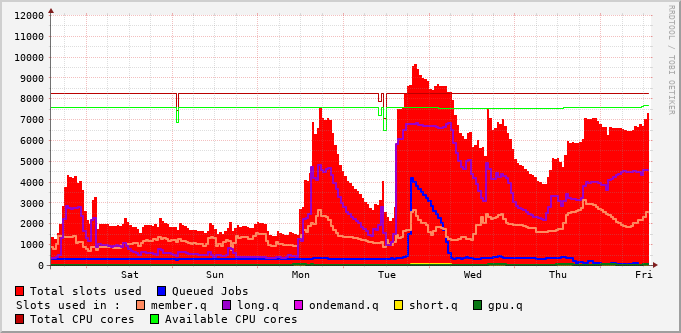 RRDTOOL / TOBI OETIKER
12000
11000
10000
9000
8000
7000
6000
5000
4000
3000
2000
1000
0
Sat Sun Mon Tue Wed Thu Fri
Total slots used Queued Jobs
Slots used in : member.q long.q ondemand.q short.q gpu.q
Total CPU cores Available CPU cores